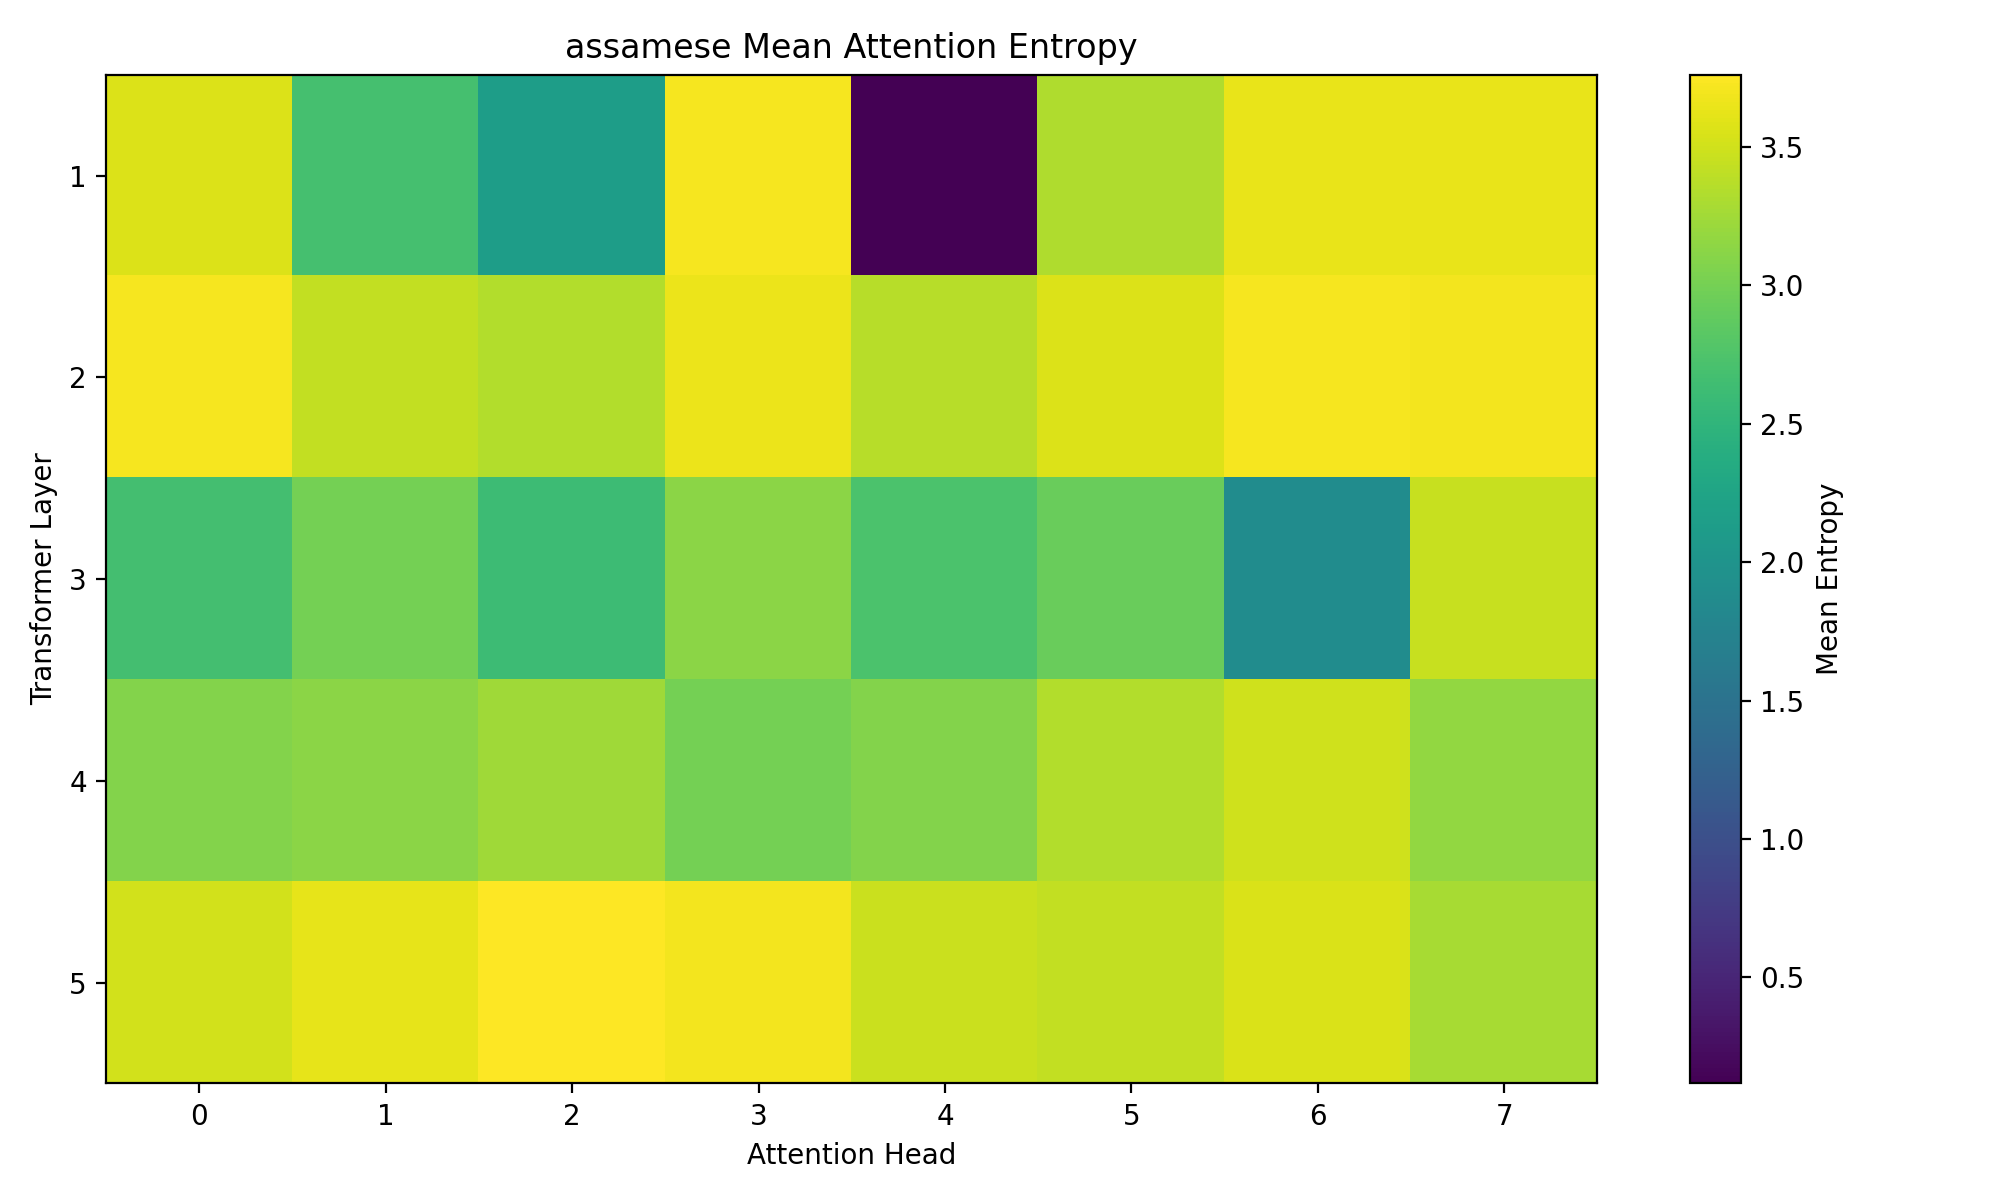 assamese Mean Attention Entropy
Transformer Layer
1
2
3
4
5
0 1 2 3 4 5 6 7
Attention Head
3.5
3.0
2.5
2.0
1.5
1.0
0.5
Mean Entropy